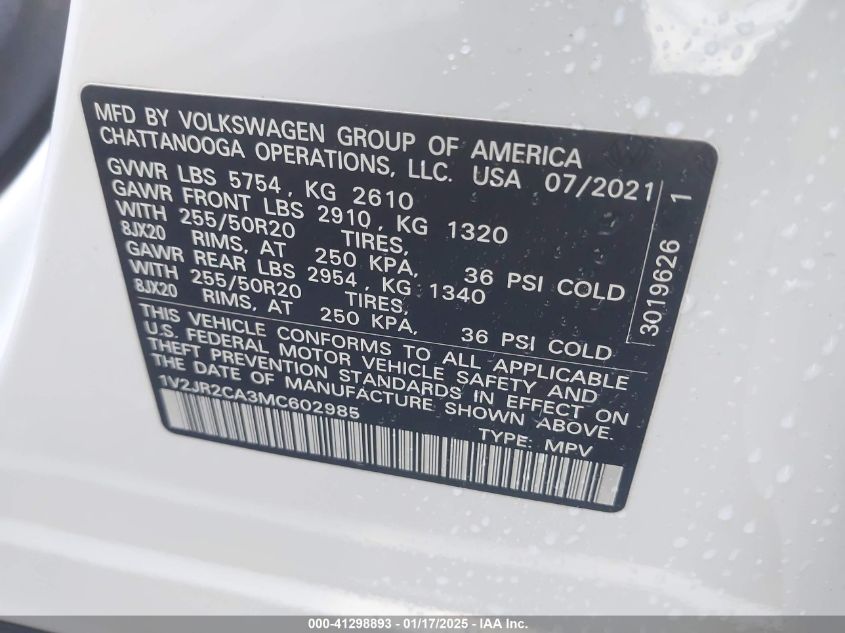 MFD BY VOLKSWAGEN GROUP OF AMERICA
CHATTANOOGA OPERATIONS, LLC. USA 07/2021
GVWR LBS 5754, KG 2610
GAWR FRONT LBS 2910, KG 1320
WITH 255/50R20 TIRES,
8JX20 RIMS, AT 250 KPA, 36 PSI COLD
GAWR REAR LBS 2954, KG 1340
WITH 255/50R20 TIRES,
8JX20 RIMS, AT 250 KPA, 36 PSI COLD
THIS VEHICLE CONFORMS TO ALL APPLICABLE
U.S. FEDERAL MOTOR VEHICLE SAFETY AND
THEFT PREVENTION STANDARDS IN EFFECT ON
THE DATE OF MANUFACTURE SHOWN ABOVE.
1V2JR2CA3MC602985 TYPE: MPV
3019626 1
000-41298893 - 01/17/2025 - IAA Inc.